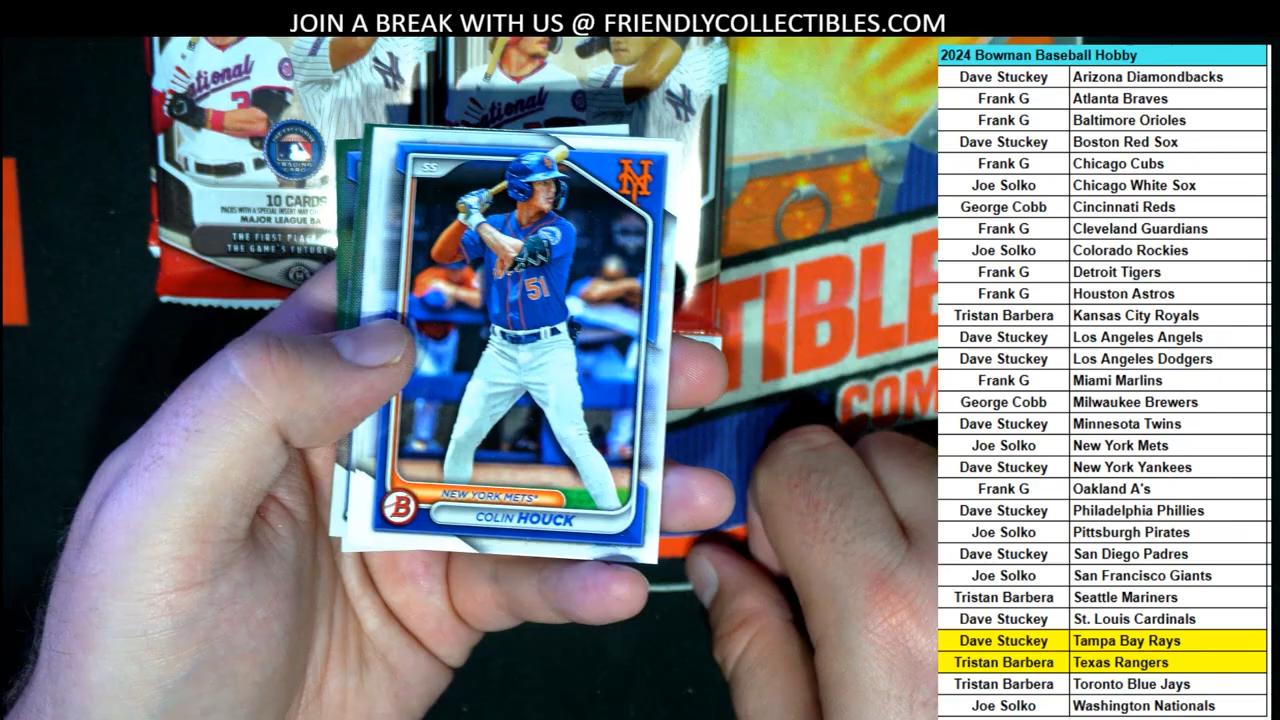 JOIN A BREAK WITH US @ FRIENDLYCOLLECTIBLES.COM
2024 Bowman Baseball Hobby
Dave Stuckey Arizona Diamondbacks
Frank G Atlanta Braves
Frank G Baltimore Orioles
Dave Stuckey Boston Red Sox
Frank G Chicago Cubs
Joe Solko Chicago White Sox
George Cobb Cincinnati Reds
Frank G Cleveland Guardians
Joe Solko Colorado Rockies
Frank G Detroit Tigers
Frank G Houston Astros
Tristan Barbera Kansas City Royals
Dave Stuckey Los Angeles Angels
Dave Stuckey Los Angeles Dodgers
Frank G Miami Marlins
George Cobb Milwaukee Brewers
Dave Stuckey Minnesota Twins
Joe Solko New York Mets
Dave Stuckey New York Yankees
Frank G Oakland A's
Dave Stuckey Philadelphia Phillies
Joe Solko Pittsburgh Pirates
Dave Stuckey San Diego Padres
Joe Solko San Francisco Giants
Tristan Barbera Seattle Mariners
Dave Stuckey St. Louis Cardinals
Dave Stuckey Tampa Bay Rays
Tristan Barbera Texas Rangers
Tristan Barbera Toronto Blue Jays
Joe Solko Washington Nationals
10 CARDS
MAJOR LEAGUE BA
THE FIRST PLAC
THE GAME'S FUTURE
SS
NY
51
B
NEW YORK METS
COLIN HOUCK
TIBLE
COM